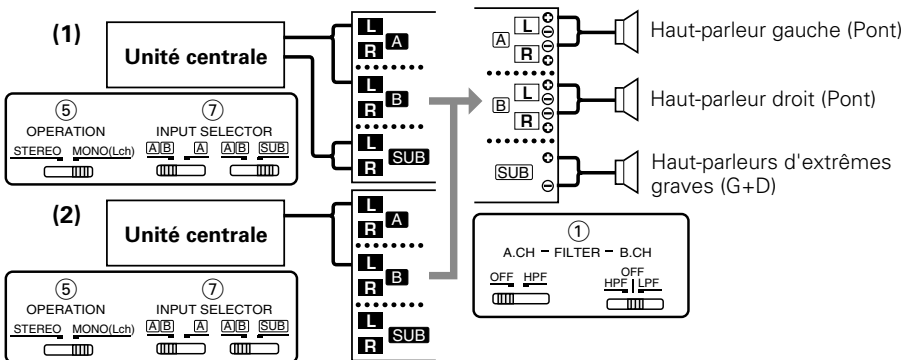 (1)
Unité centrale
L
R
A
L
R
B
L
R
SUB
⑤
OPERATION
STEREO MONO(Lch)
⑦
INPUT SELECTOR
A B A A B SUB
(2)
Unité centrale
L
R
A
L
R
B
L
R
SUB
⑤
OPERATION
STEREO MONO(Lch)
⑦
INPUT SELECTOR
A B A A B SUB
A
L
R
⊕
⊖
⊖
⊕
Haut-parleur gauche (Pont)
B
L
R
⊕
⊖
⊖
⊕
Haut-parleur droit (Pont)
SUB
⊕
⊖
Haut-parleurs d'extrêmes
graves (G+D)
①
A.CH – FILTER – B.CH
OFF HPF
OFF
HPF LPF